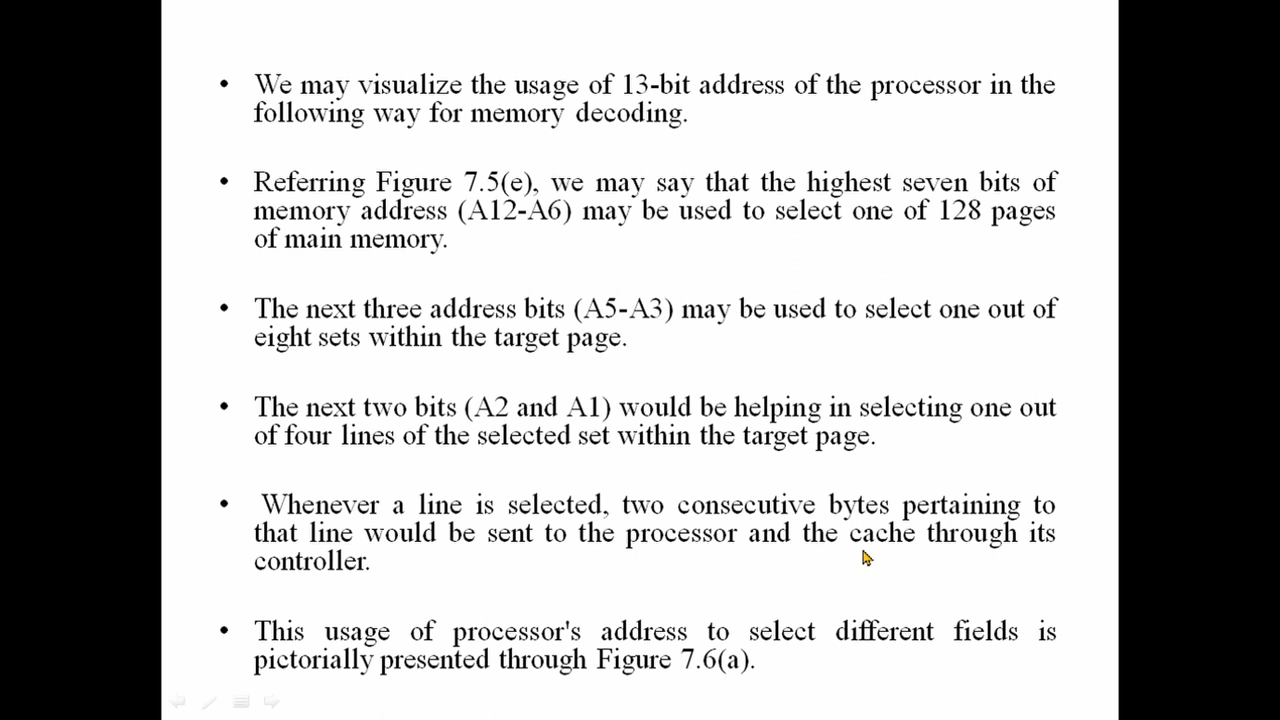 • We may visualize the usage of 13-bit address of the processor in the
following way for memory decoding.
• Referring Figure 7.5(e), we may say that the highest seven bits of
memory address (A12-A6) may be used to select one of 128 pages
of main memory.
• The next three address bits (A5-A3) may be used to select one out of
eight sets within the target page.
• The next two bits (A2 and A1) would be helping in selecting one out
of four lines of the selected set within the target page.
• Whenever a line is selected, two consecutive bytes pertaining to
that line would be sent to the processor and the cache through its
controller.
• This usage of processor's address to select different fields is
pictorially presented through Figure 7.6(a).